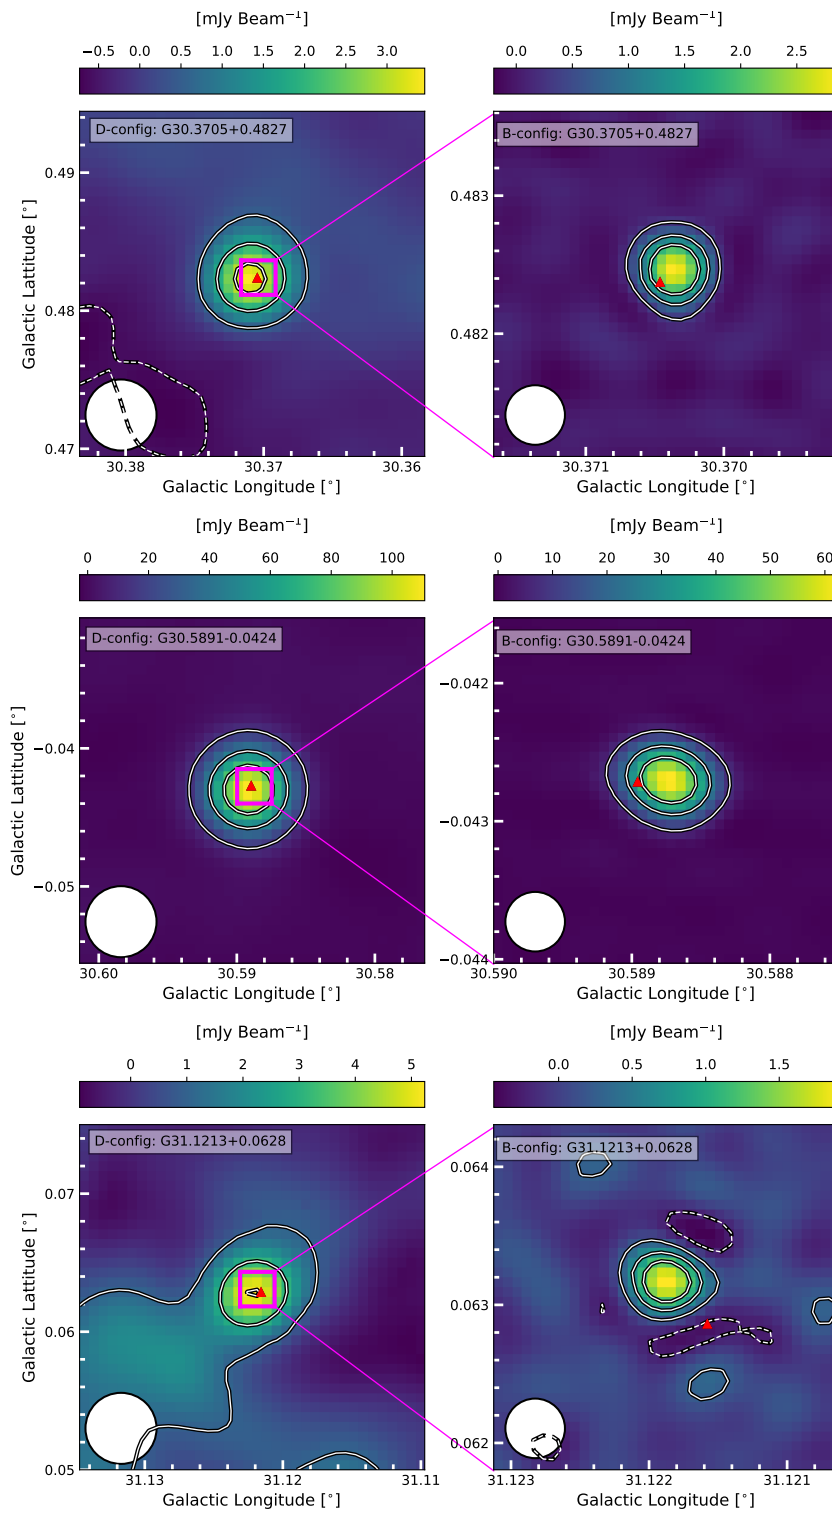 [mJy Beam⁻¹] [mJy Beam⁻¹]
−0.5 0.0 0.5 1.0 1.5 2.0 2.5 3.0 0.0 0.5 1.0 1.5 2.0 2.5
D-config: G30.3705+0.4827 B-config: G30.3705+0.4827
Galactic Lattitude [°]
0.49
0.48
0.47
0.483
0.482
30.38 30.37 30.36 30.371 30.370
Galactic Longitude [°] Galactic Longitude [°]
[mJy Beam⁻¹] [mJy Beam⁻¹]
0 20 40 60 80 100 0 10 20 30 40 50 60
D-config: G30.5891-0.0424 B-config: G30.5891-0.0424
Galactic Lattitude [°]
−0.04
−0.05
−0.042
−0.043
−0.044
30.60 30.59 30.58 30.590 30.589 30.588
Galactic Longitude [°] Galactic Longitude [°]
[mJy Beam⁻¹] [mJy Beam⁻¹]
0 1 2 3 4 5 0.0 0.5 1.0 1.5
D-config: G31.1213+0.0628 B-config: G31.1213+0.0628
Galactic Lattitude [°]
0.07
0.06
0.05
0.064
0.063
0.062
31.13 31.12 31.11 31.123 31.122 31.121
Galactic Longitude [°] Galactic Longitude [°]